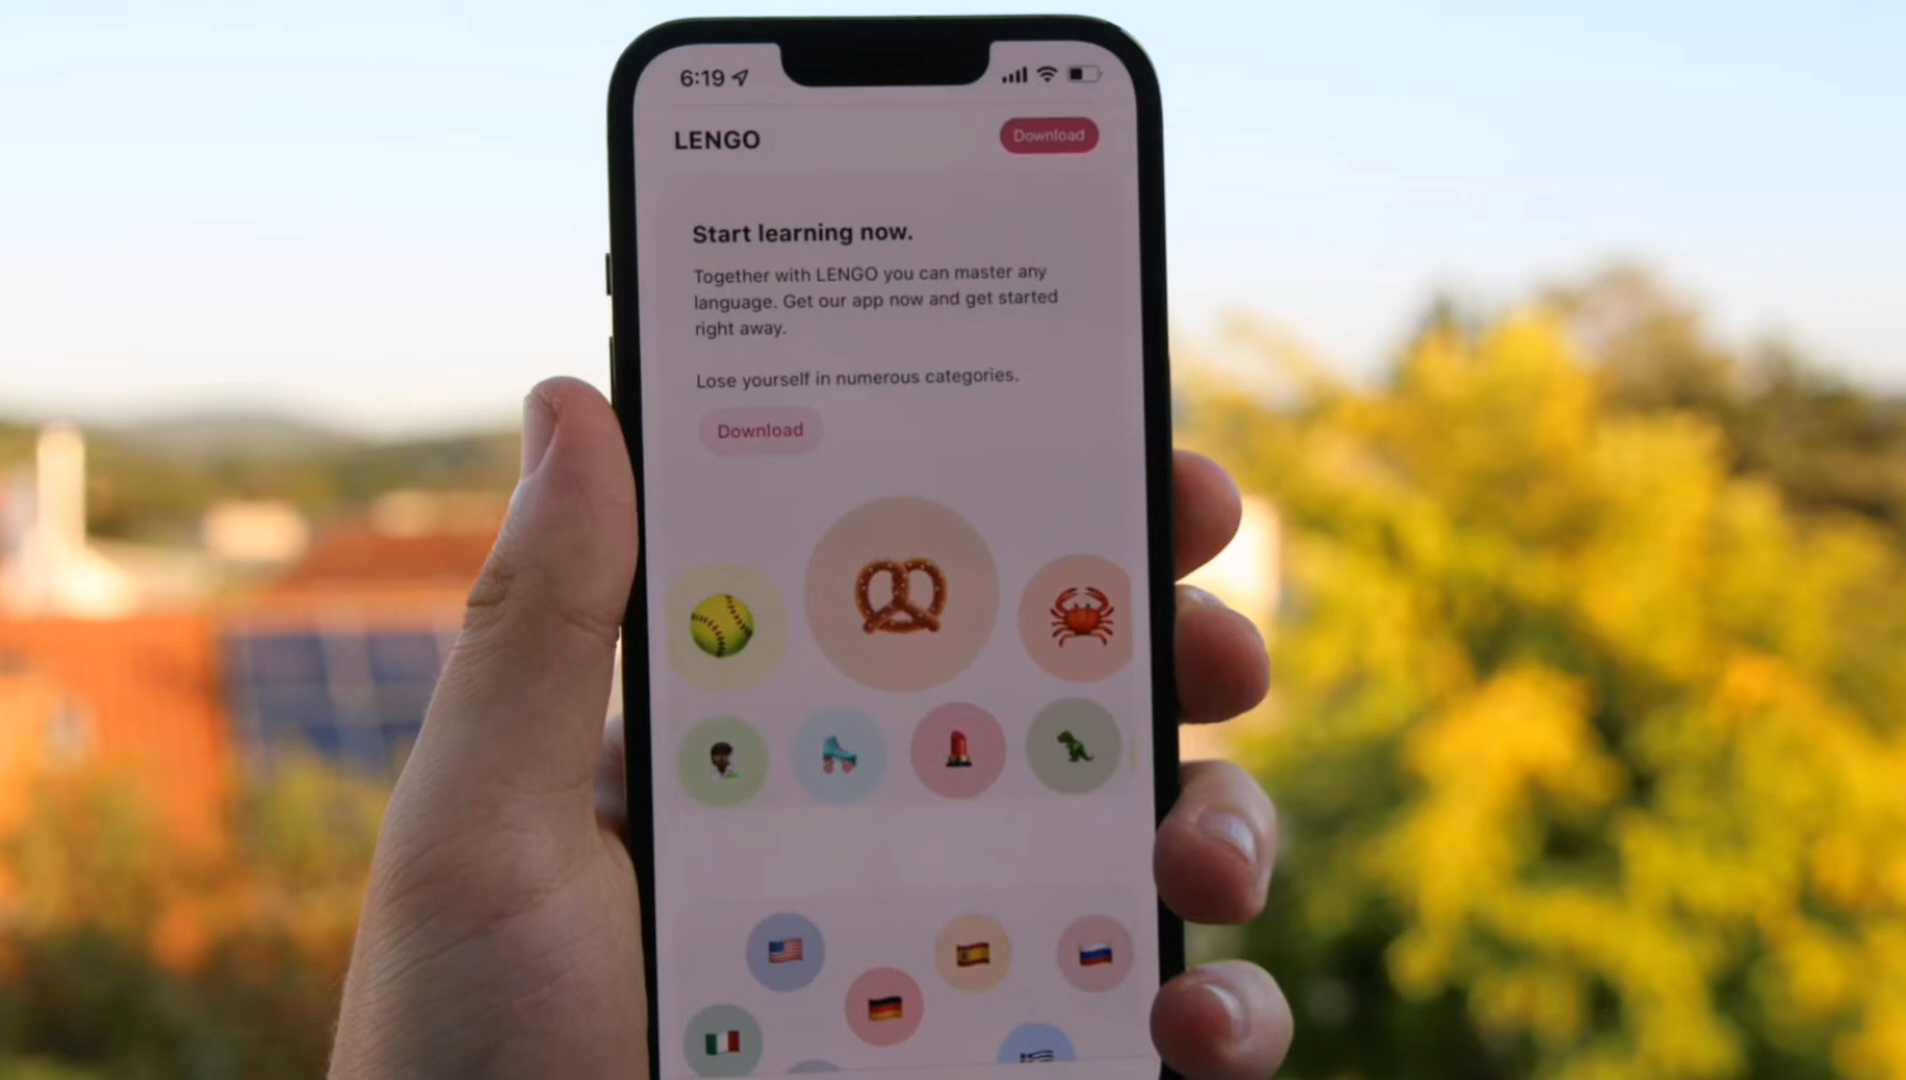 6:19
LENGO
Download
Start learning now.
Together with LENGO you can master any
language. Get our app now and get started
right away.
Lose yourself in numerous categories.
Download